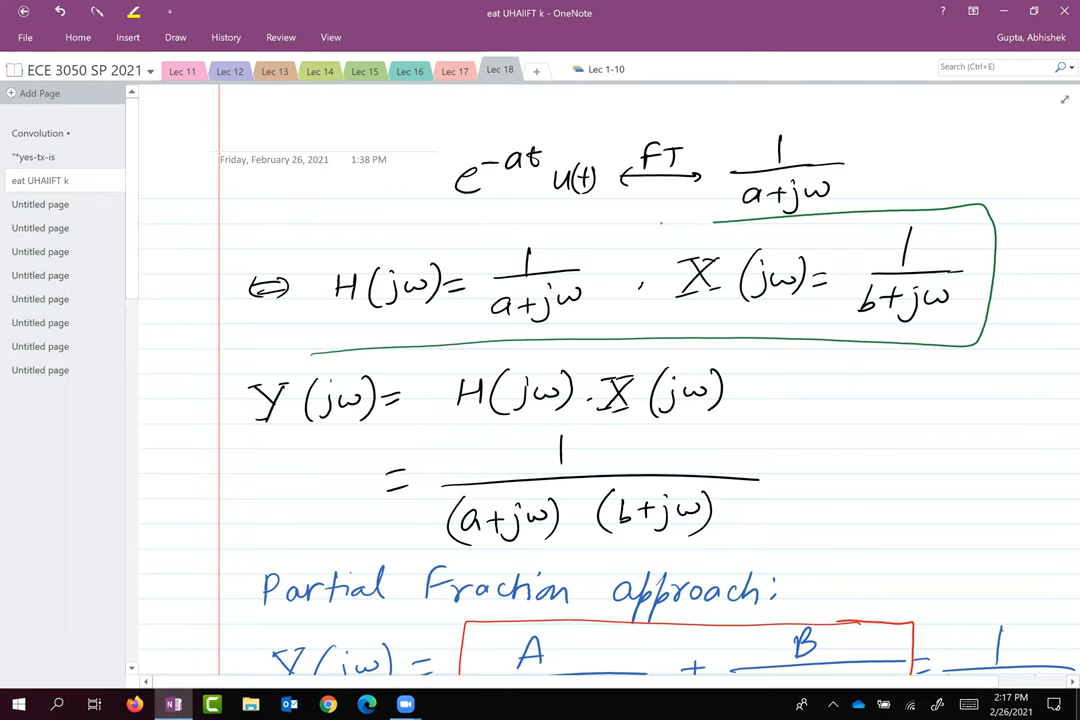 eat UHAIIFT k - OneNote
?
File Home Insert Draw History Review View
Gupta, Abhishek
ECE 3050 SP 2021
Lec 11 Lec 12 Lec 13 Lec 14 Lec 15 Lec 16 Lec 17 Lec 18 + Lec 1-10
Search (Ctrl+E)
Add Page
Convolution •
"*yes-tx-is
eat UHAIIFT k
Untitled page
Untitled page
Untitled page
Untitled page
Untitled page
Untitled page
Untitled page
Untitled page
Friday, February 26, 2021 1:38 PM
e^{-at} u(t) ⟷^{FT} 1/(a+jω)
⇔ H(jω) = 1/(a+jω) , X(jω) = 1/(b+jω)
Y(jω) = H(jω) . X(jω)
= 1/((a+jω) (b+jω))
Partial Fraction approach:
Y(jω) = A + B = 1
2:17 PM
2/26/2021